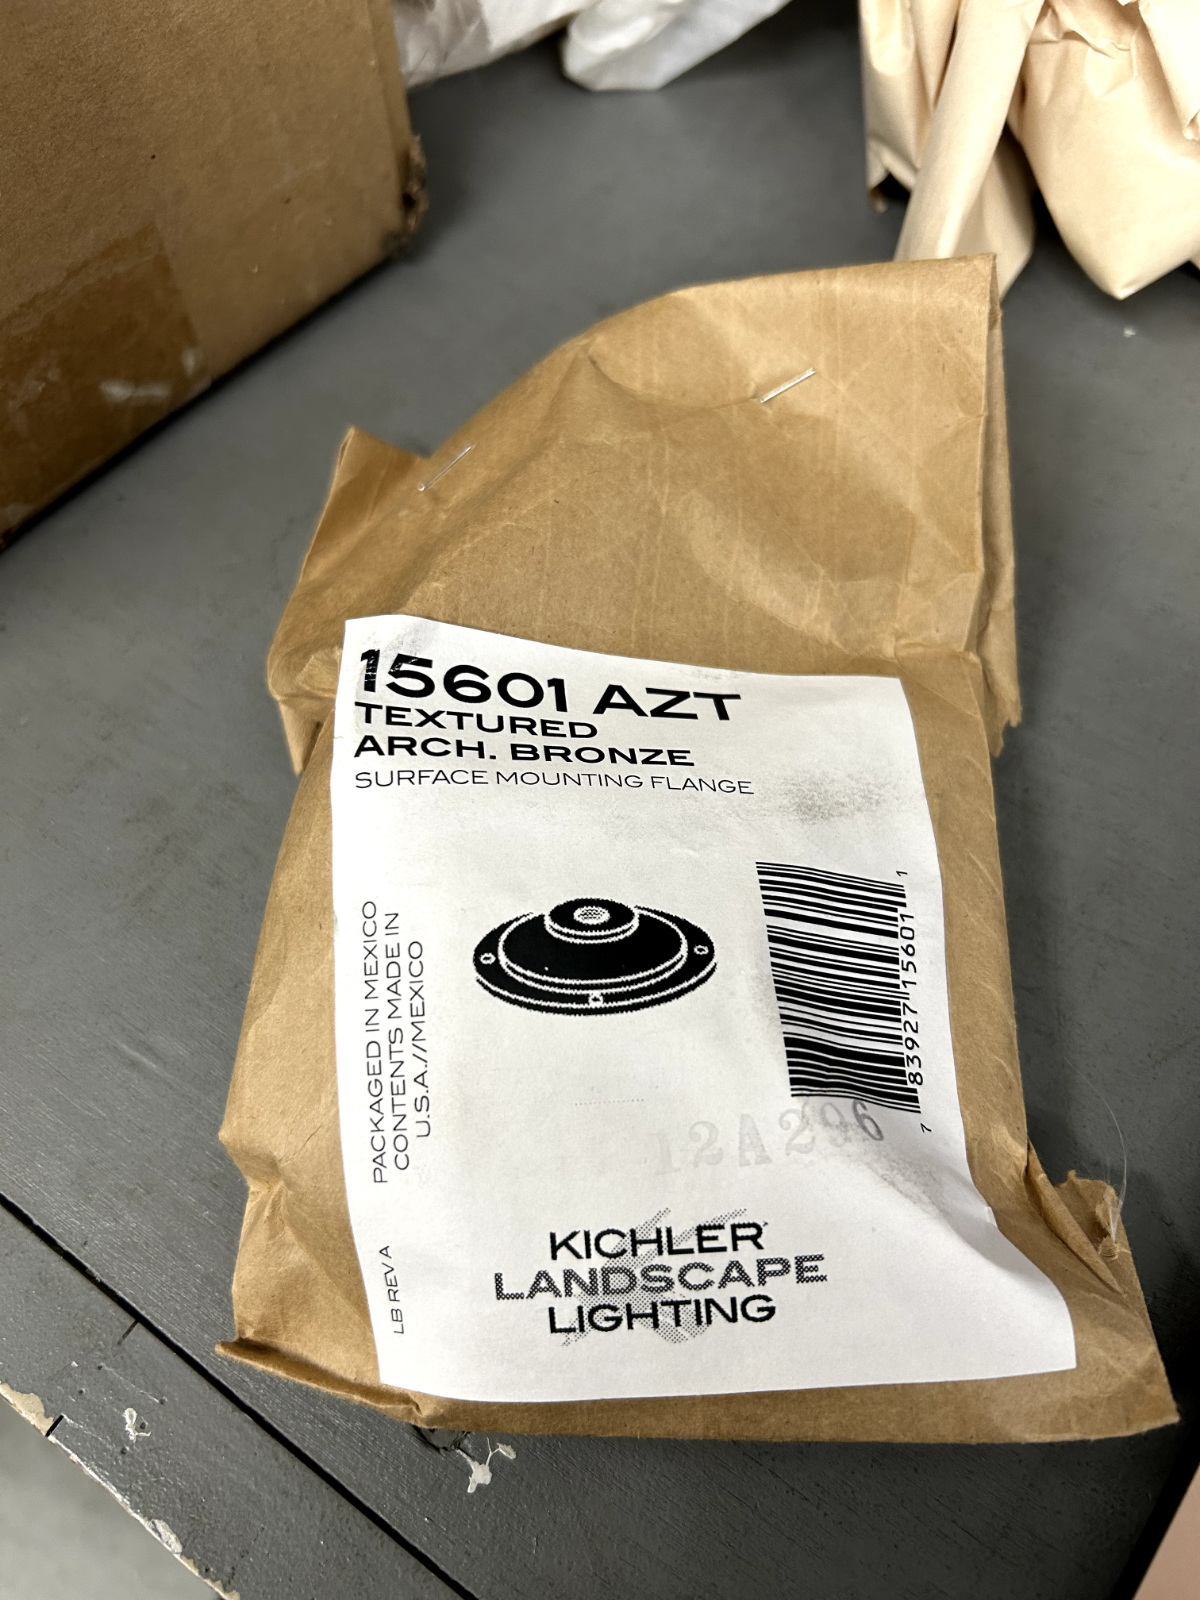 15601 AZT
TEXTURED
ARCH. BRONZE
SURFACE MOUNTING FLANGE
PACKAGED IN MEXICO
CONTENTS MADE IN
U.S.A.//MEXICO
LB REV A
7 83927 15601 1
12A296
KICHLER
LANDSCAPE
LIGHTING